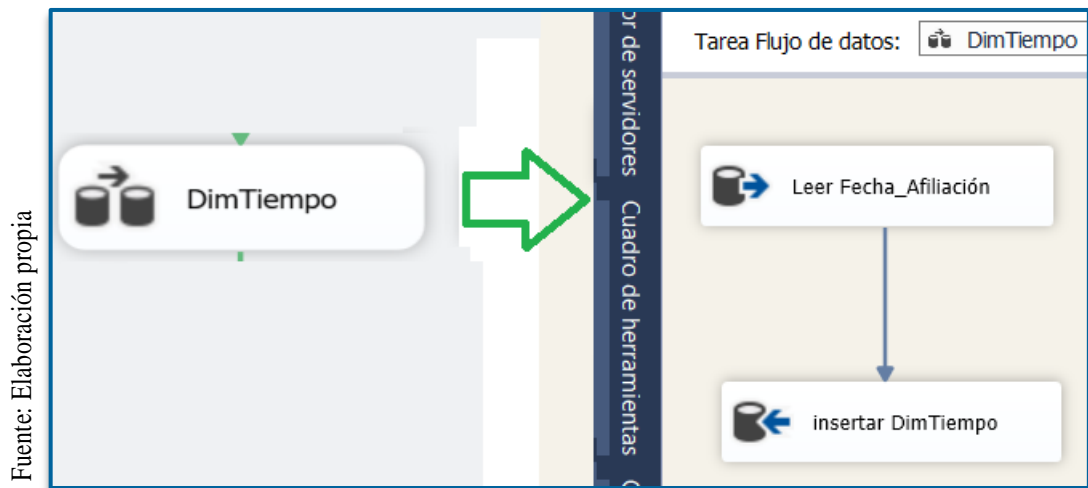 Fuente: Elaboración propia
DimTiempo
or de servidores
Cuadro de herramientas
Tarea Flujo de datos: DimTiempo
Leer Fecha_Afiliación
insertar DimTiempo